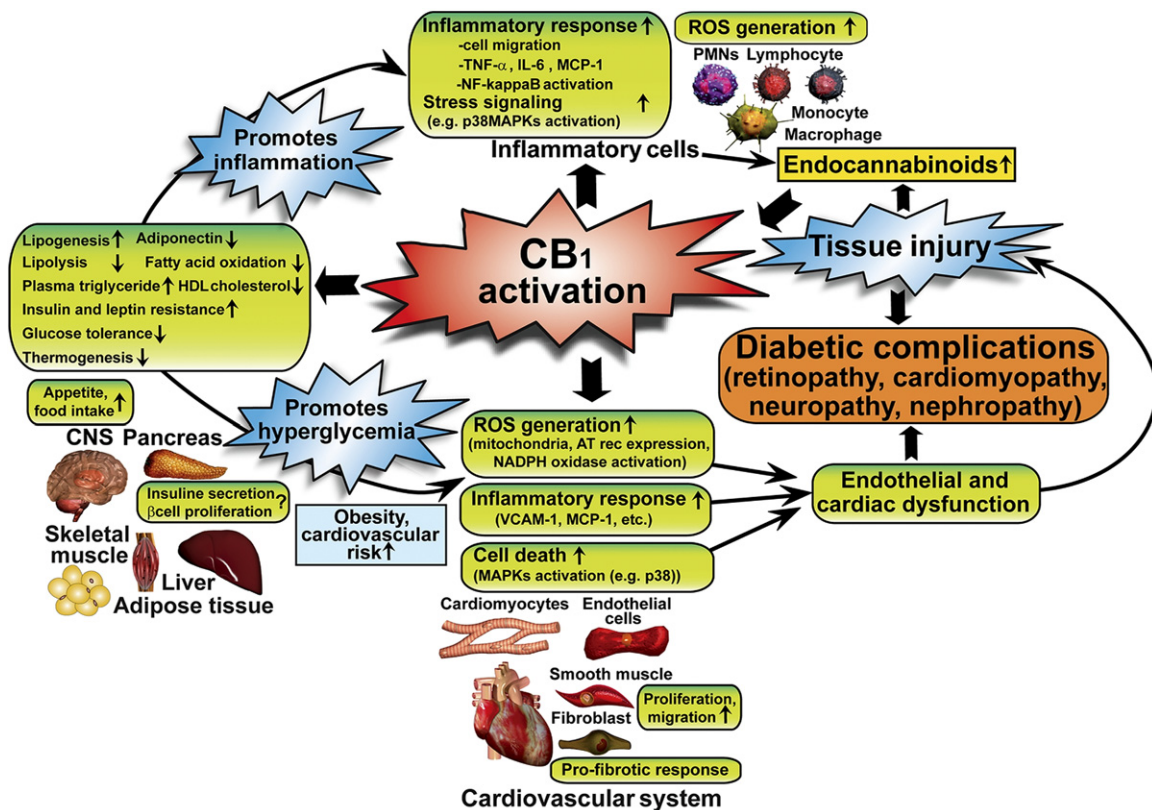 Inflammatory response ↑
-cell migration
-TNF-α, IL-6, MCP-1
-NF-kappaB activation
Stress signaling ↑
(e.g. p38MAPKs activation)
Inflammatory cells
ROS generation ↑
PMNs Lymphocyte
Monocyte
Macrophage
Endocannabinoids ↑
Promotes
inflammation
CB1
activation
Tissue injury
Lipogenesis ↑ Adiponectin ↓
Lipolysis ↓ Fatty acid oxidation ↓
Plasma triglyceride ↑ HDL cholesterol ↓
Insulin and leptin resistance ↑
Glucose tolerance ↓
Thermogenesis ↓
Diabetic complications
(retinopathy, cardiomyopathy,
neuropathy, nephropathy)
Appetite,
food intake ↑
Promotes
hyperglycemia
CNS Pancreas
Insuline secretion
βcell proliferation ?
Skeletal
muscle
Liver
Adipose tissue
Obesity,
cardiovascular
risk ↑
ROS generation ↑
(mitochondria, AT rec expression,
NADPH oxidase activation)
Inflammatory response ↑
(VCAM-1, MCP-1, etc.)
Cell death ↑
(MAPKs activation (e.g. p38))
Endothelial and
cardiac dysfunction
Cardiomyocytes
Endothelial
cells
Smooth muscle
Proliferation,
migration ↑
Fibroblast
Pro-fibrotic response
Cardiovascular system